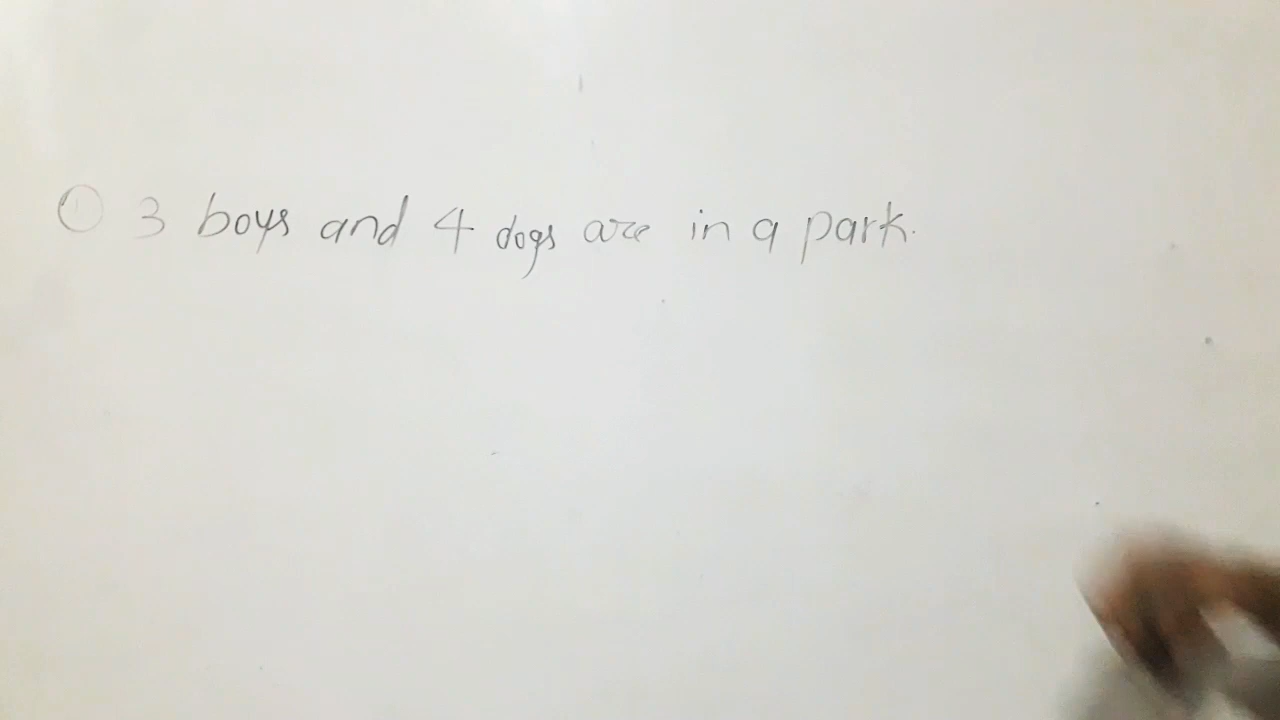 ① 3 boys and 4 dogs are in a park.